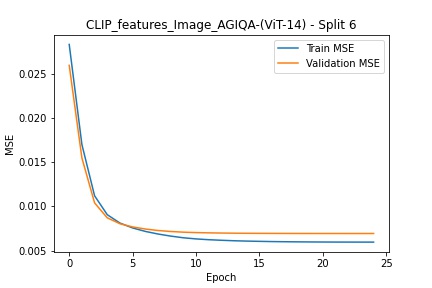 CLIP_features_Image_AGIQA-(ViT-14) - Split 6
Train MSE
Validation MSE
MSE
0.025
0.020
0.015
0.010
0.005
0 5 10 15 20 25
Epoch